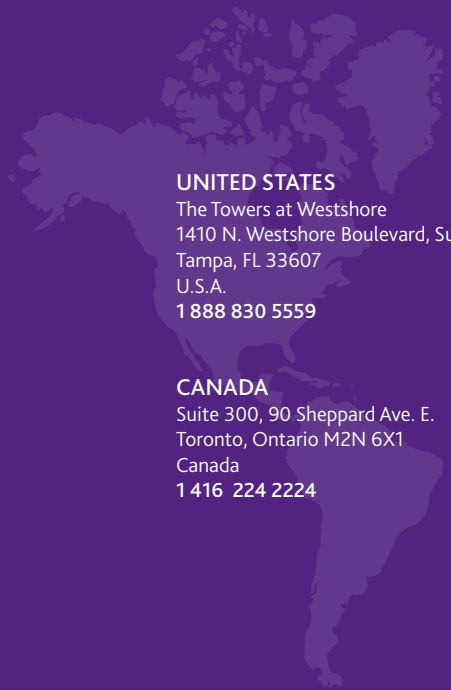 UNITED STATES
The Towers at Westshore
1410 N. Westshore Boulevard,
Tampa, FL 33607
U.S.A.
1 888 830 5559
CANADA
Suite 300, 90 Sheppard Ave. E.
Toronto, Ontario M2N 6X1
Canada
1 416 224 2224